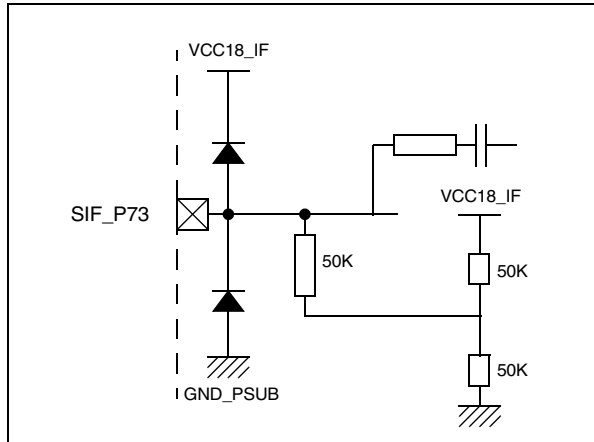 VCC18_IF
SIF_P73
VCC18_IF
50K
50K
50K
GND_PSUB